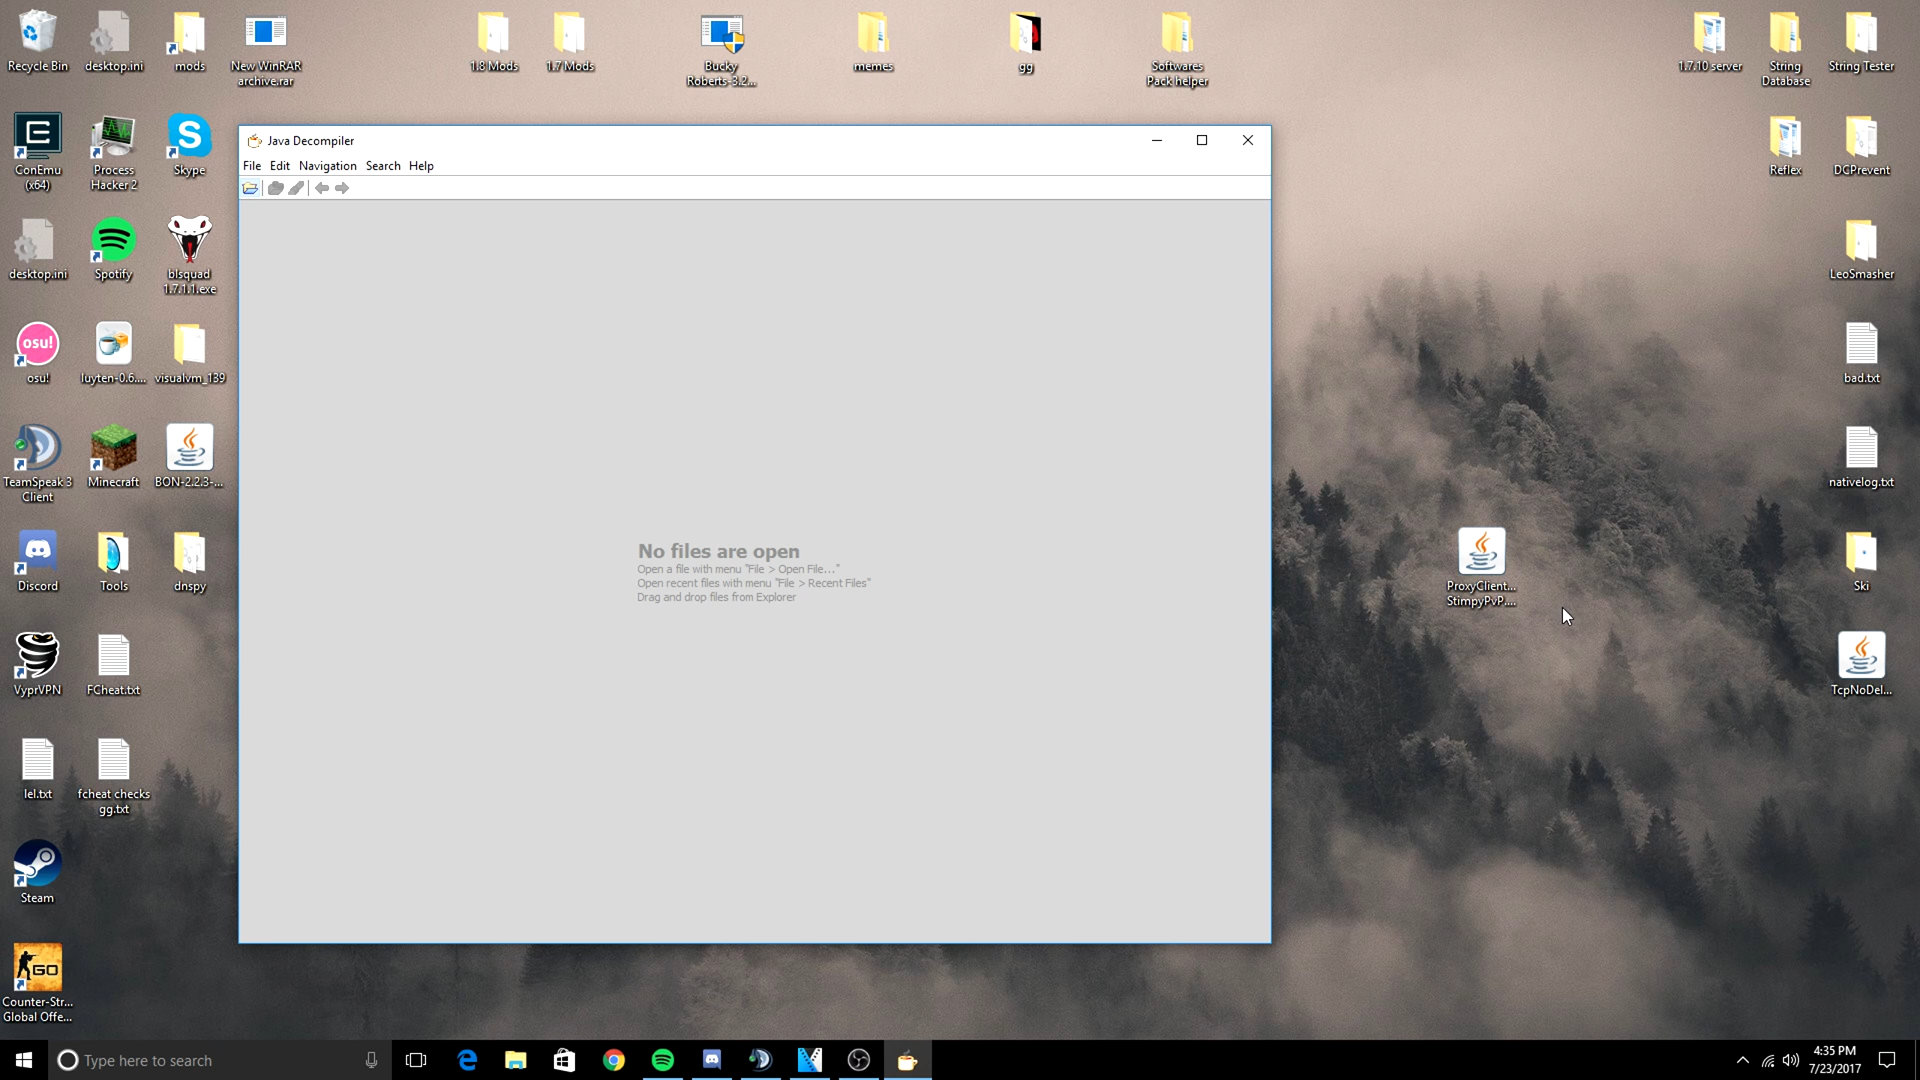 Recycle Bin
desktop.ini
mods
New WinRAR
archive.rar
1.8 Mods
1.7 Mods
Bucky
Roberts-3.2...
memes
gg
Softwares
Pack helper
1.7.10 server
String
Database
String Tester
ConEmu
(x64)
Process
Hacker 2
Skype
Reflex
DCPrevent
Java Decompiler
File Edit Navigation Search Help
desktop.ini
Spotify
blsquad
1.7.1.1.exe
LeoSmasher
osu!
osu!
luyten-0.6....
visualvm_139
bad.txt
TeamSpeak 3
Client
Minecraft
BON-2.2.3-...
nativelog.txt
No files are open
Open a file with menu "File > Open File..."
Open recent files with menu "File > Recent Files"
Drag and drop files from Explorer
Discord
Tools
dnspy
ProxyClient...
StimpyPvP....
Ski
VyprVPN
FCheat.txt
TcpNoDel...
lel.txt
fcheat checks
gg.txt
Steam
GO
Counter-Str...
Global Offe...
Type here to search
4:35 PM
7/23/2017